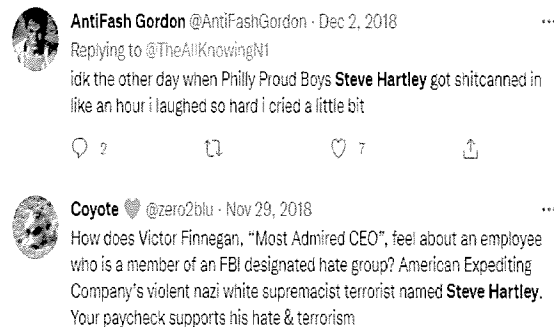 AntiFash Gordon @AntiFashGordon · Dec 2, 2018
Replying to @TheAllKnowingN1
idk the other day when Philly Proud Boys Steve Hartley got shitcanned in
like an hour i laughed so hard i cried a little bit
2 7
Coyote @zero2blu · Nov 29, 2018
How does Victor Finnegan, “Most Admired CEO”, feel about an employee
who is a member of an FBI designated hate group? American Expediting
Company's violent nazi white supremacist terrorist named Steve Hartley.
Your paycheck supports his hate & terrorism